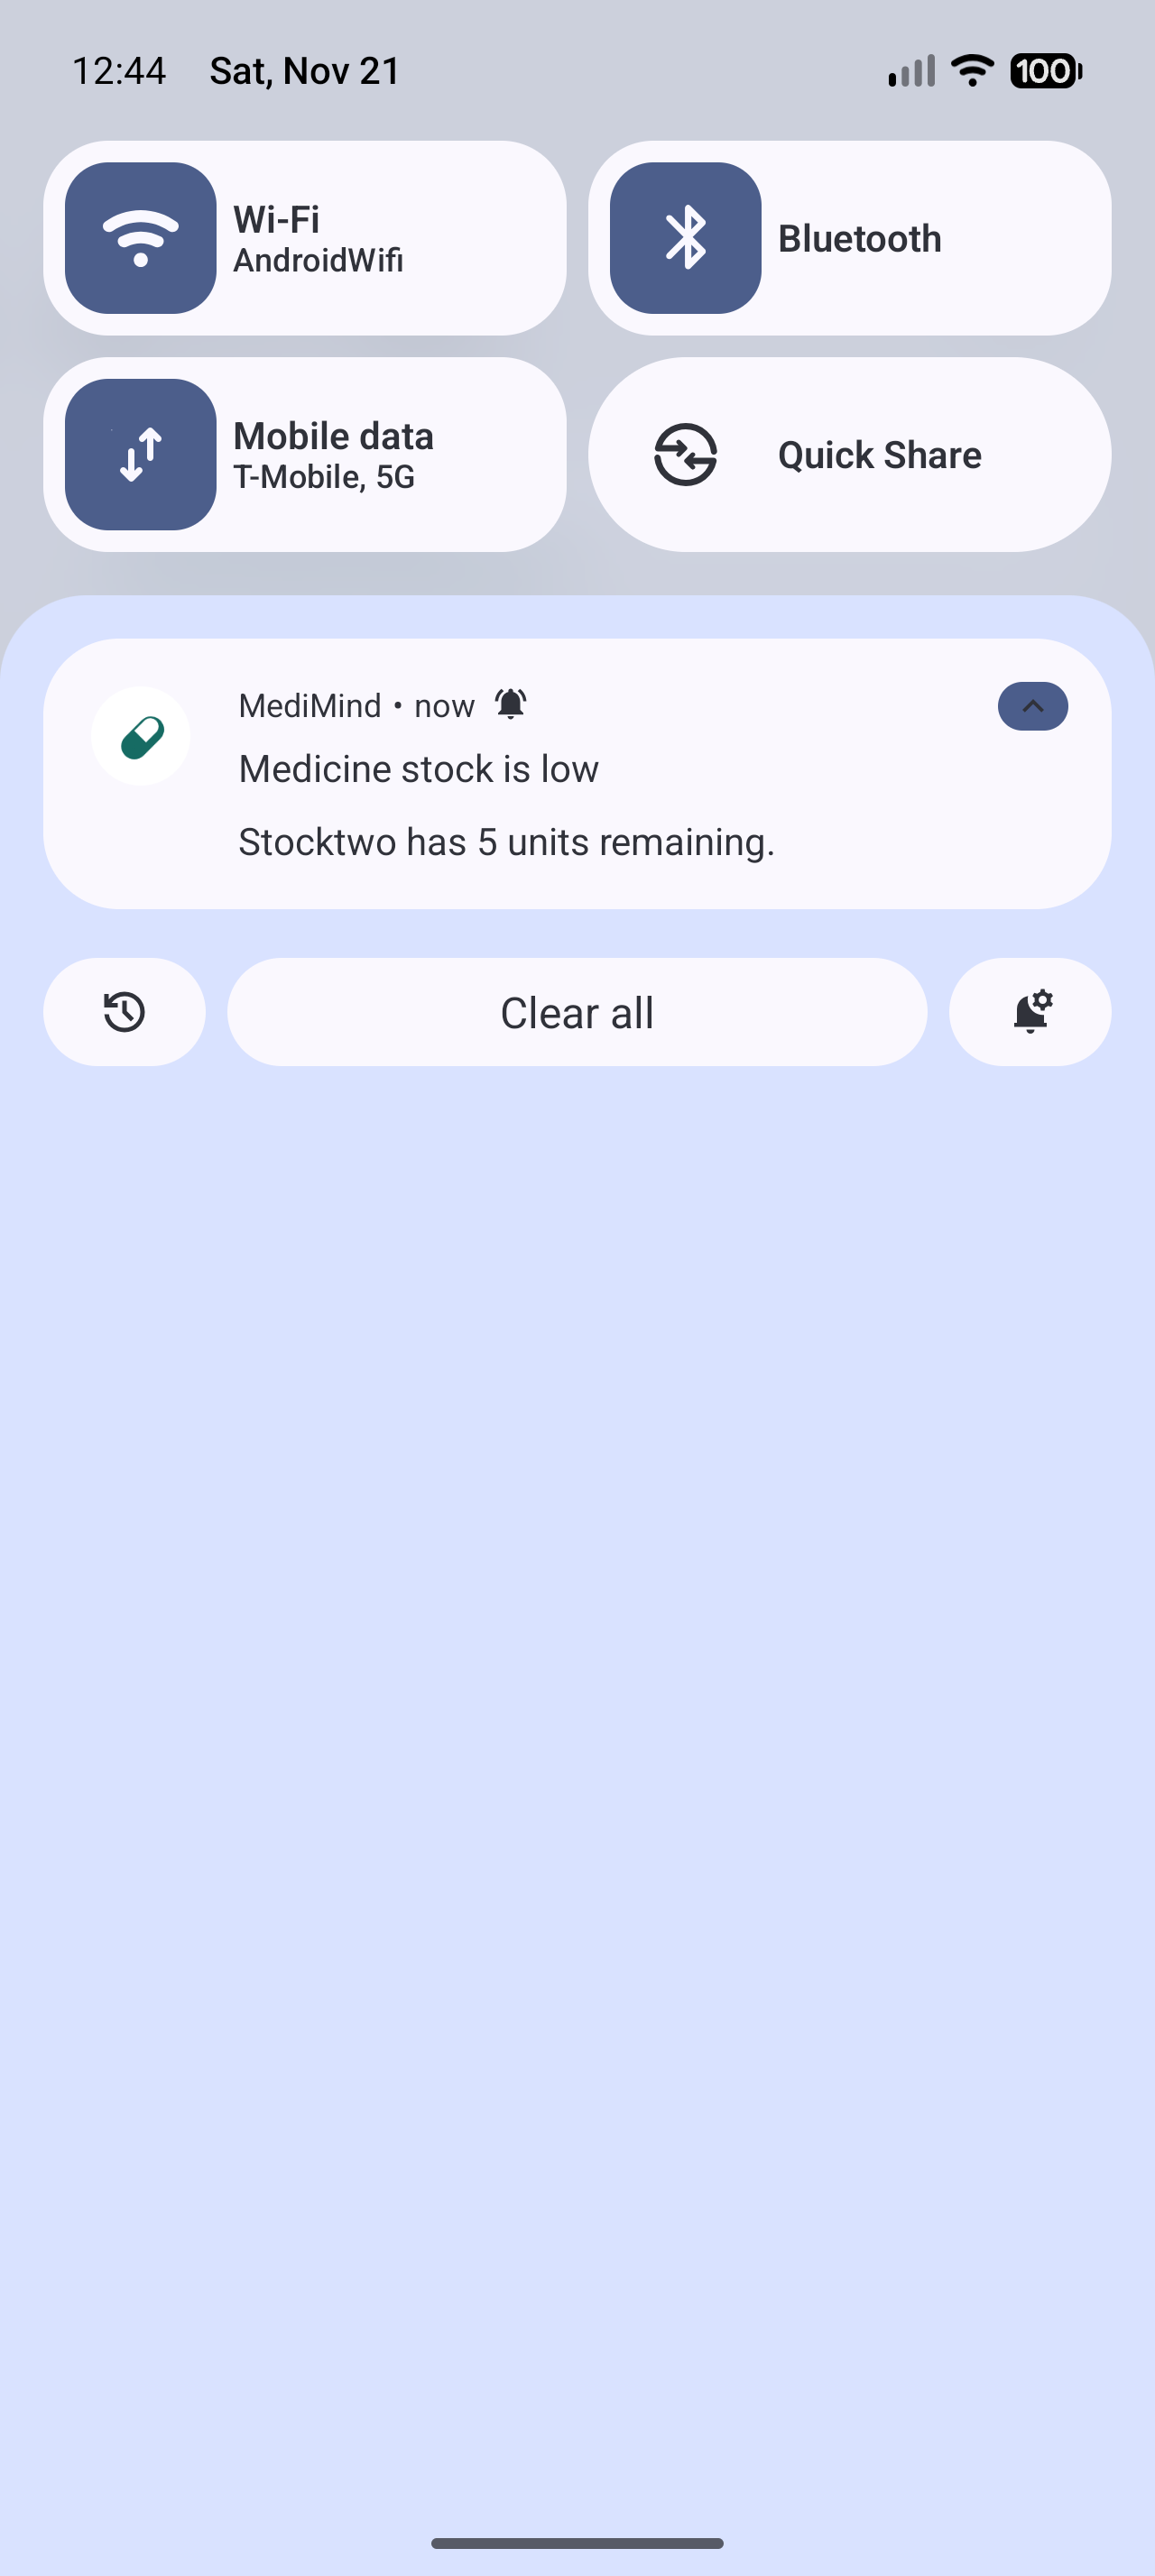 12:44 Sat, Nov 21
100
Wi-Fi
AndroidWifi
Bluetooth
Mobile data
T-Mobile, 5G
Quick Share
MediMind • now
Medicine stock is low
Stocktwo has 5 units remaining.
Clear all